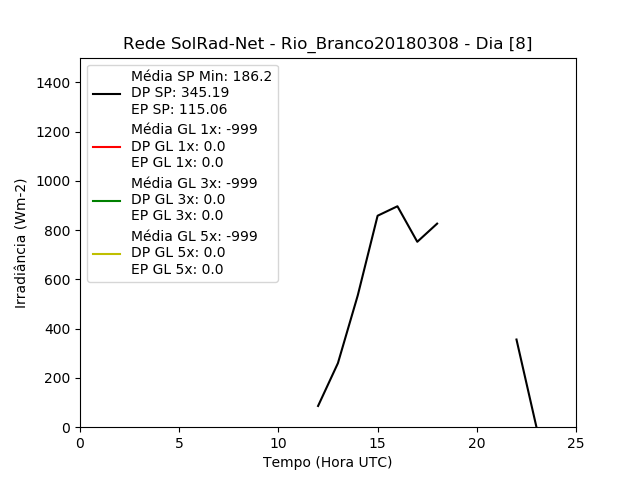 Rede SolRad-Net - Rio_Branco20180308 - Dia [8]
Média SP Min: 186.2
DP SP: 345.19
EP SP: 115.06
Média GL 1x: -999
DP GL 1x: 0.0
EP GL 1x: 0.0
Média GL 3x: -999
DP GL 3x: 0.0
EP GL 3x: 0.0
Média GL 5x: -999
DP GL 5x: 0.0
EP GL 5x: 0.0
Irradiância (Wm-2)
1400
1200
1000
800
600
400
200
0
0 5 10 15 20 25
Tempo (Hora UTC)